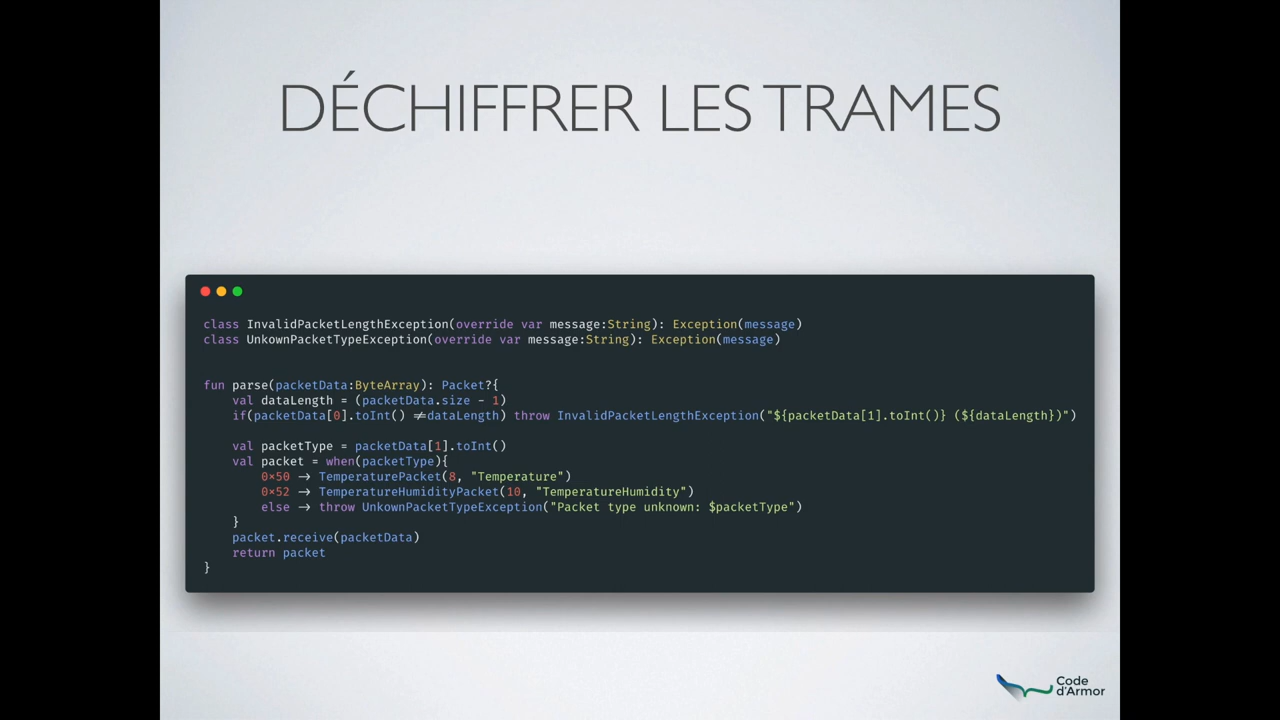 DÉCHIFFRER LES TRAMES
class InvalidPacketLengthException(override var message:String): Exception(message)
class UnkownPacketTypeException(override var message:String): Exception(message)
fun parse(packetData:ByteArray): Packet?{
    val dataLength = (packetData.size - 1)
    if(packetData[0].toInt() ≠dataLength) throw InvalidPacketLengthException("${packetData[1].toInt()} (${dataLength})")
    val packetType = packetData[1].toInt()
    val packet = when(packetType){
        0×50 → TemperaturePacket(8, "Temperature")
        0×52 → TemperatureHumidityPacket(10, "TemperatureHumidity")
        else → throw UnkownPacketTypeException("Packet type unknown: $packetType")
    }
    packet.receive(packetData)
    return packet
}
Code
d'Armor